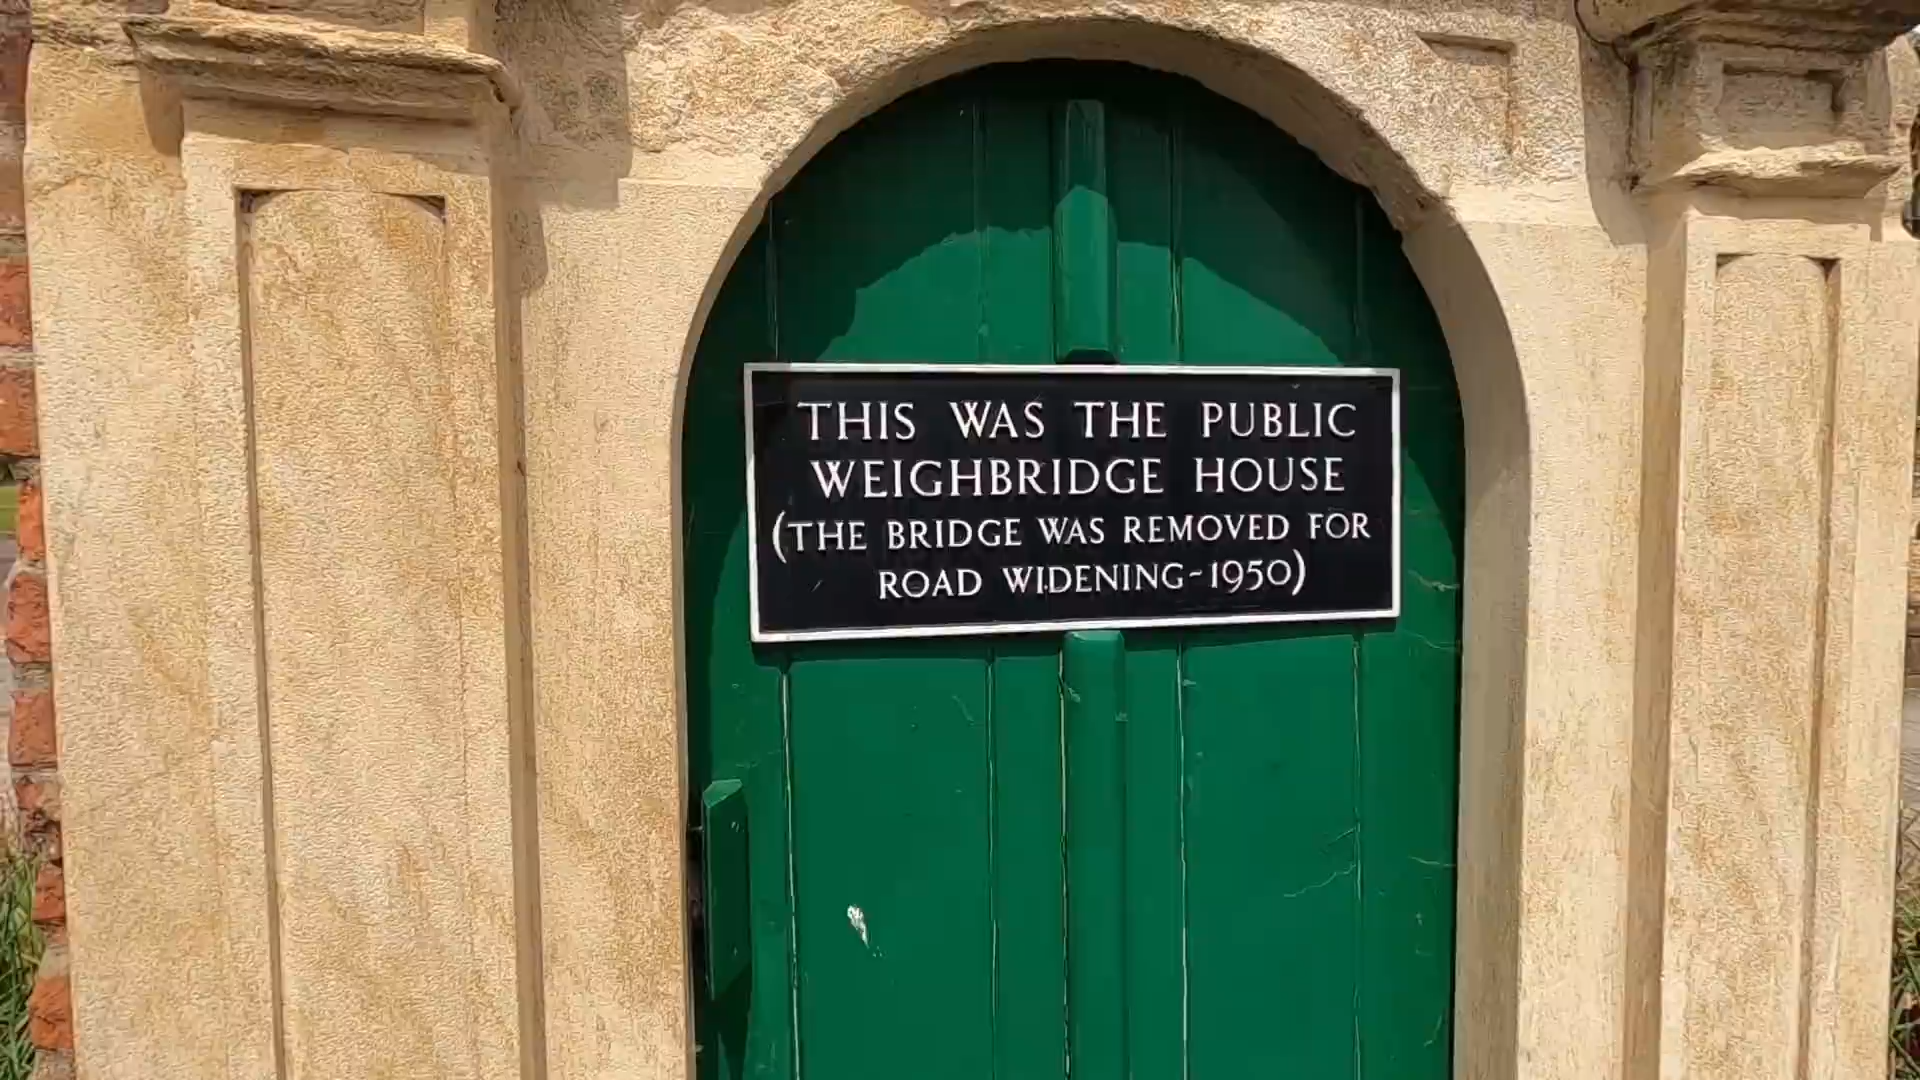 THIS WAS THE PUBLIC
WEIGHBRIDGE HOUSE
(THE BRIDGE WAS REMOVED FOR
ROAD WIDENING-1950)